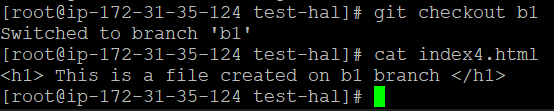 [root@ip-172-31-35-124 test-hal]# git checkout b1
Switched to branch 'b1'
[root@ip-172-31-35-124 test-hal]# cat index4.html
<h1> This is a file created on b1 branch </h1>
[root@ip-172-31-35-124 test-hal]#